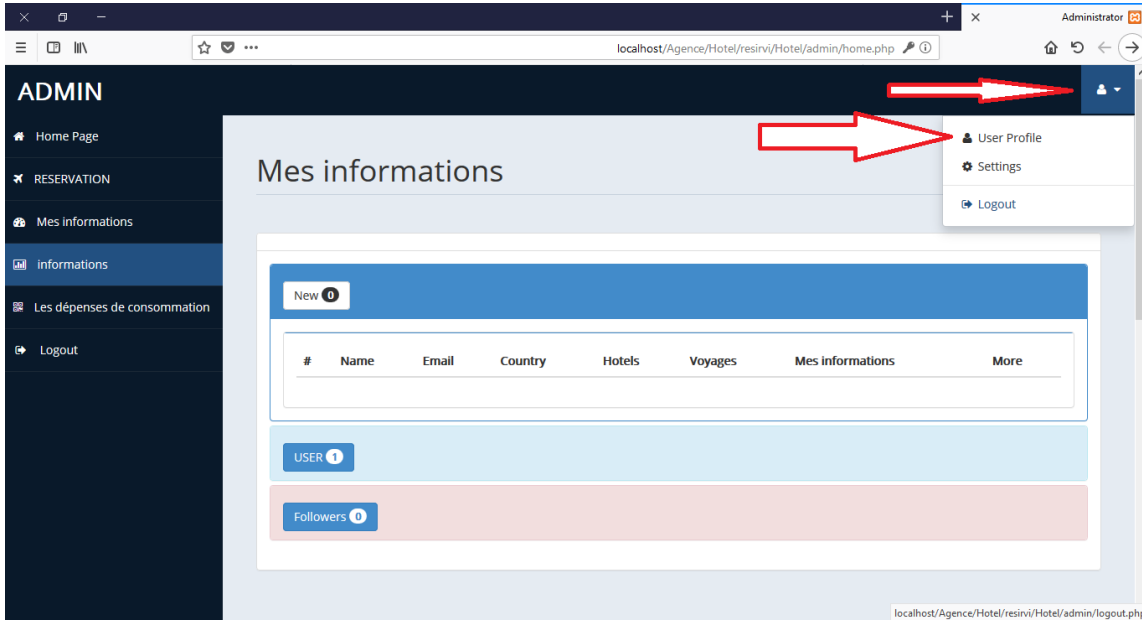 Administrator
localhost/Agence/Hotel/resirvi/Hotel/admin/home.php
ADMIN
Home Page
RESERVATION
Mes informations
informations
Les dépenses de consommation
Logout
User Profile
Settings
Logout
Mes informations
New 0
# Name Email Country Hotels Voyages Mes informations More
USER 1
Followers 0
localhost/Agence/Hotel/resirvi/Hotel/admin/logout.php